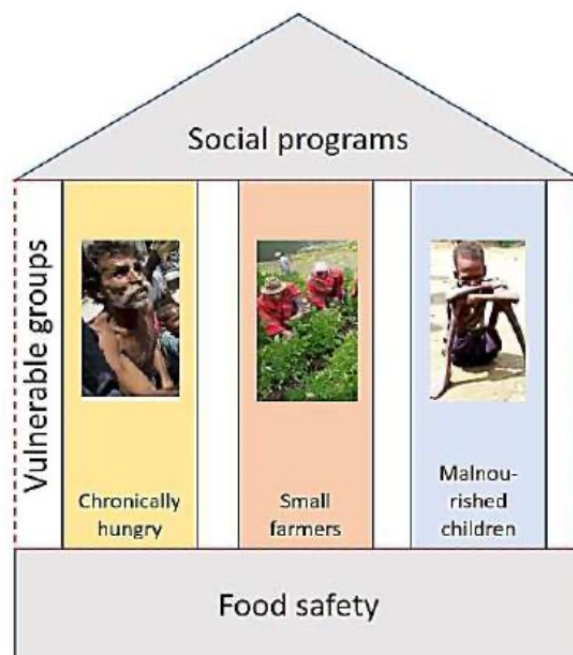 Social programs
Vulnerable groups
Chronically
hungry
Small
farmers
Malnou-
rished
children
Food safety